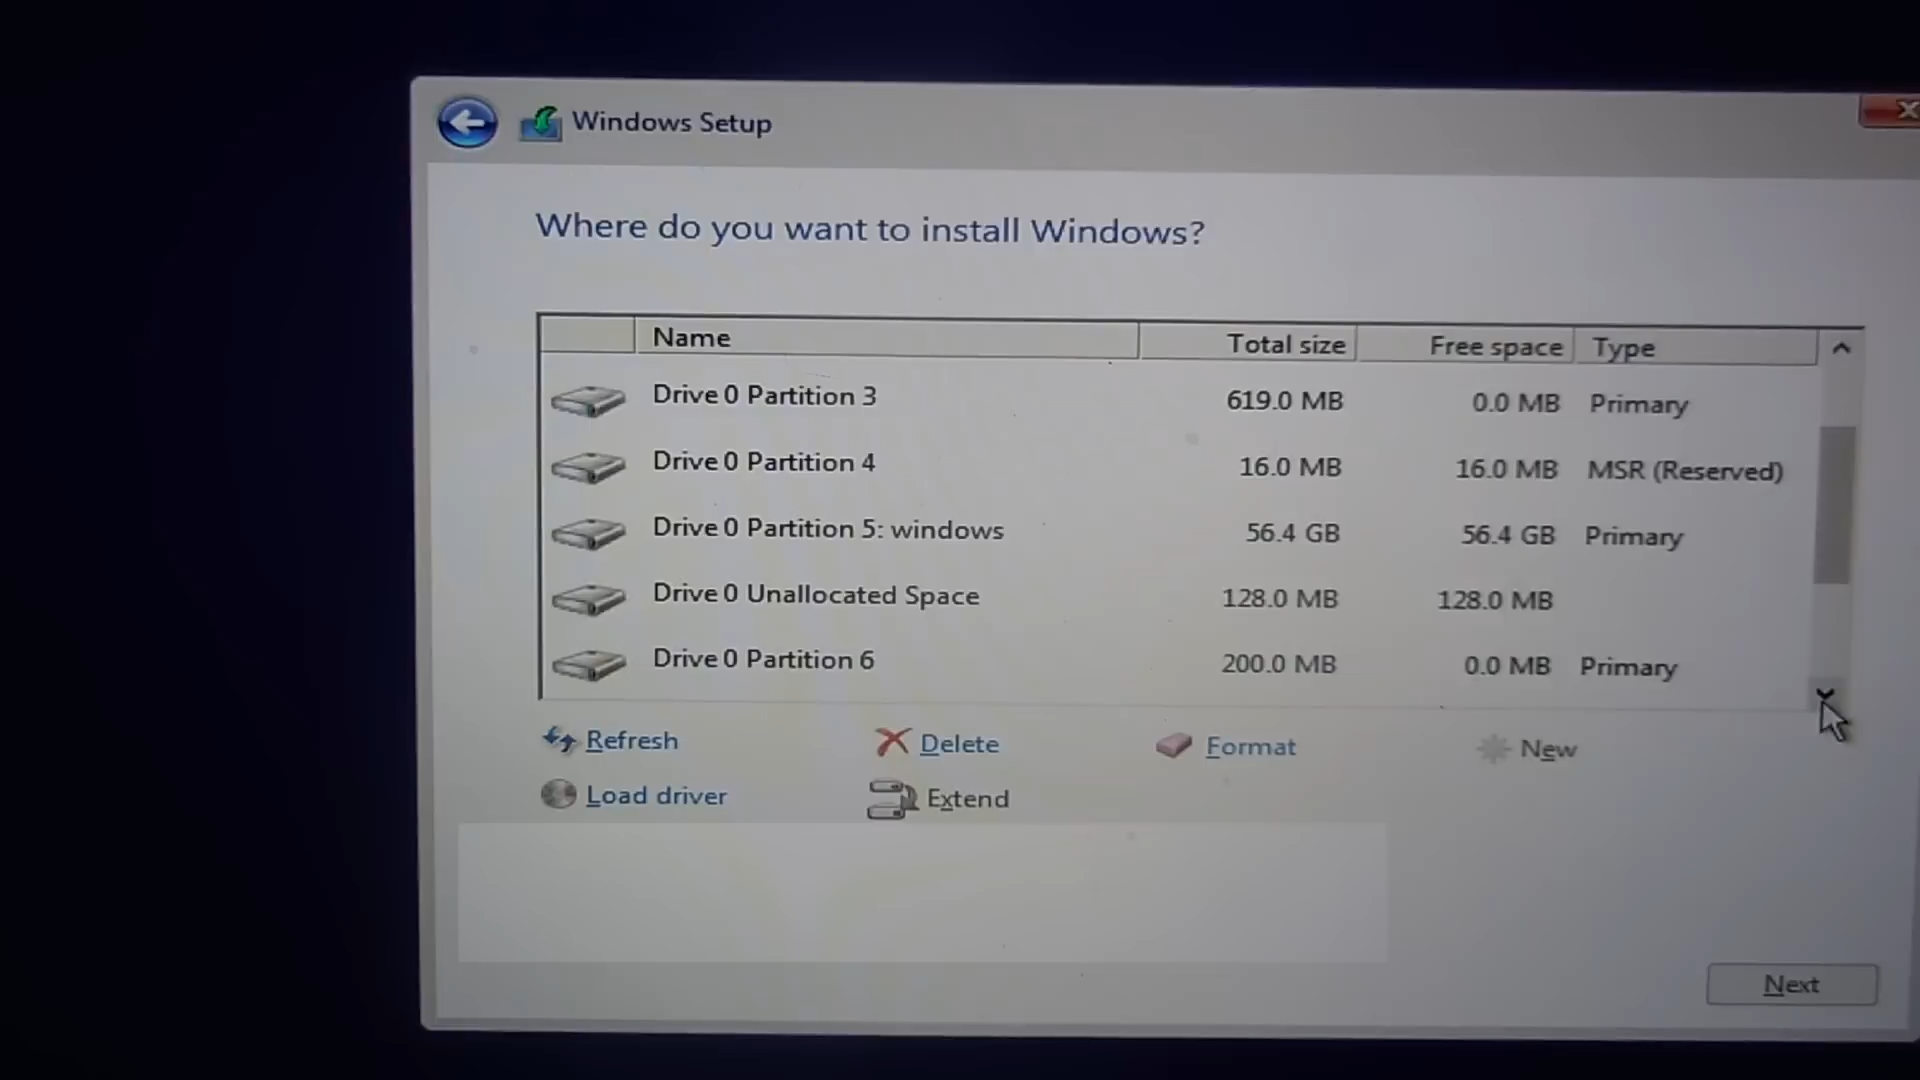 Windows Setup
Where do you want to install Windows?
Name Total size Free space Type
Drive 0 Partition 3 619.0 MB 0.0 MB Primary
Drive 0 Partition 4 16.0 MB 16.0 MB MSR (Reserved)
Drive 0 Partition 5: windows 56.4 GB 56.4 GB Primary
Drive 0 Unallocated Space 128.0 MB 128.0 MB
Drive 0 Partition 6 200.0 MB 0.0 MB Primary
Refresh Delete Format New
Load driver Extend
Next